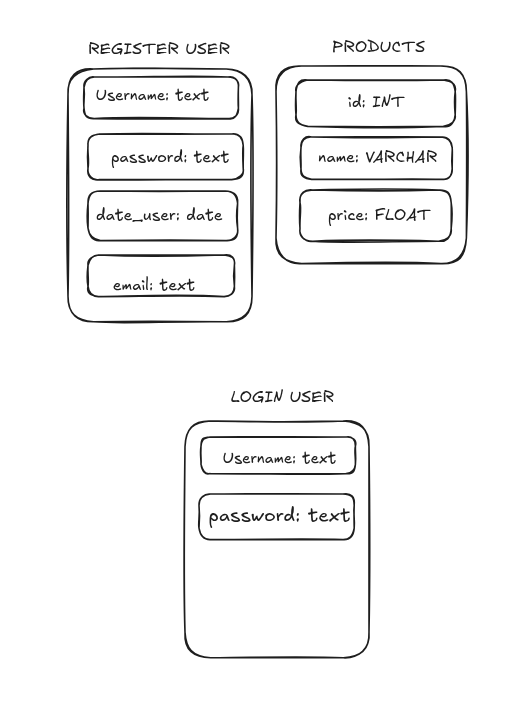 REGISTER USER
Username: text
password: text
date_user: date
email: text
PRODUCTS
id: INT
name: VARCHAR
price: FLOAT
LOGIN USER
Username: text
password: text